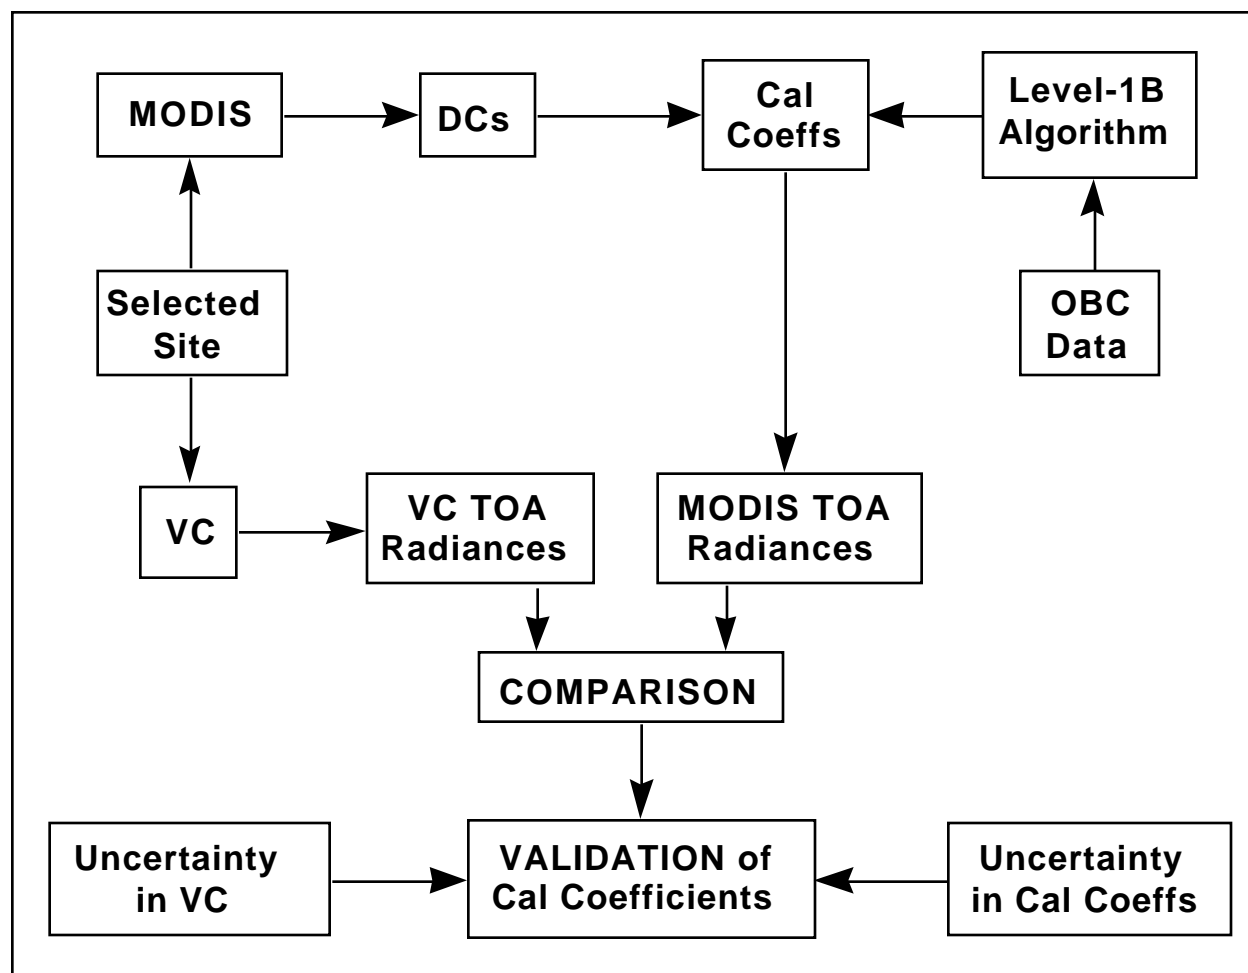 MODIS
DCs
Cal
Coeffs
Level-1B
Algorithm
Selected
Site
OBC
Data
VC
VC TOA
Radiances
MODIS TOA
Radiances
COMPARISON
Uncertainty
in VC
VALIDATION of
Cal Coefficients
Uncertainty
in Cal Coeffs